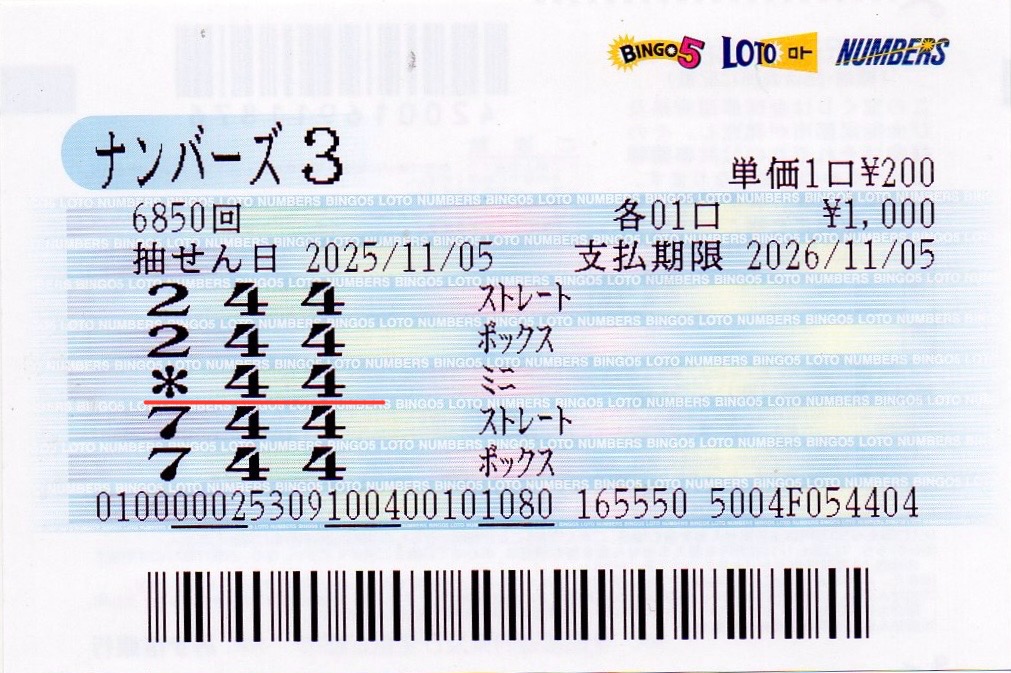 BINGO5 LOTO ロト NUMBERS
ナンバーズ3
単価1口¥200
6850回 各01口 ¥1,000
抽せん日 2025/11/05 支払期限 2026/11/05
2 4 4 ストレート
2 4 4 ボックス
* 4 4 ミニ
7 4 4 ストレート
7 4 4 ボックス
010000025309100400101080 165550 5004F054404